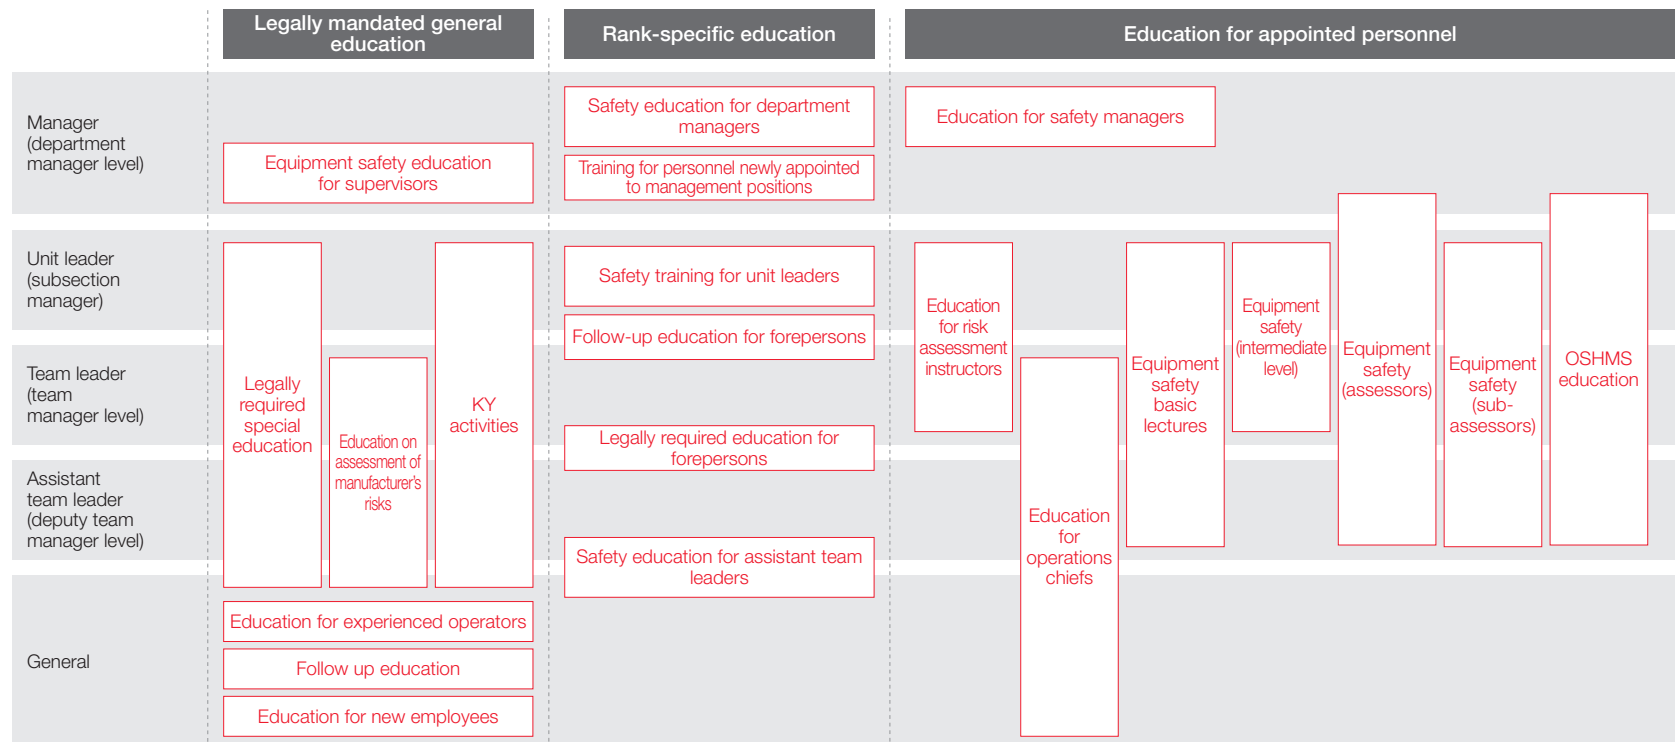 Legally mandated general
education
Rank-specific education
Education for appointed personnel
Manager
(department
manager level)
Equipment safety education
for supervisors
Safety education for department
managers
Training for personnel newly appointed
to management positions
Education for safety managers
Unit leader
(subsection
manager)
Team leader
(team
manager level)
Assistant
team leader
(deputy team
manager level)
General
Legally
required
special
education
Education on
assessment of
manufacturer's
risks
KY
activities
Education for experienced operators
Follow up education
Education for new employees
Safety training for unit leaders
Follow-up education for forepersons
Legally required education for
forepersons
Safety education for assistant team
leaders
Education
for risk
assessment
instructors
Education
for
operations
chiefs
Equipment
safety
basic
lectures
Equipment
safety
(intermediate
level)
Equipment
safety
(assessors)
Equipment
safety
(sub-
assessors)
OSHMS
education